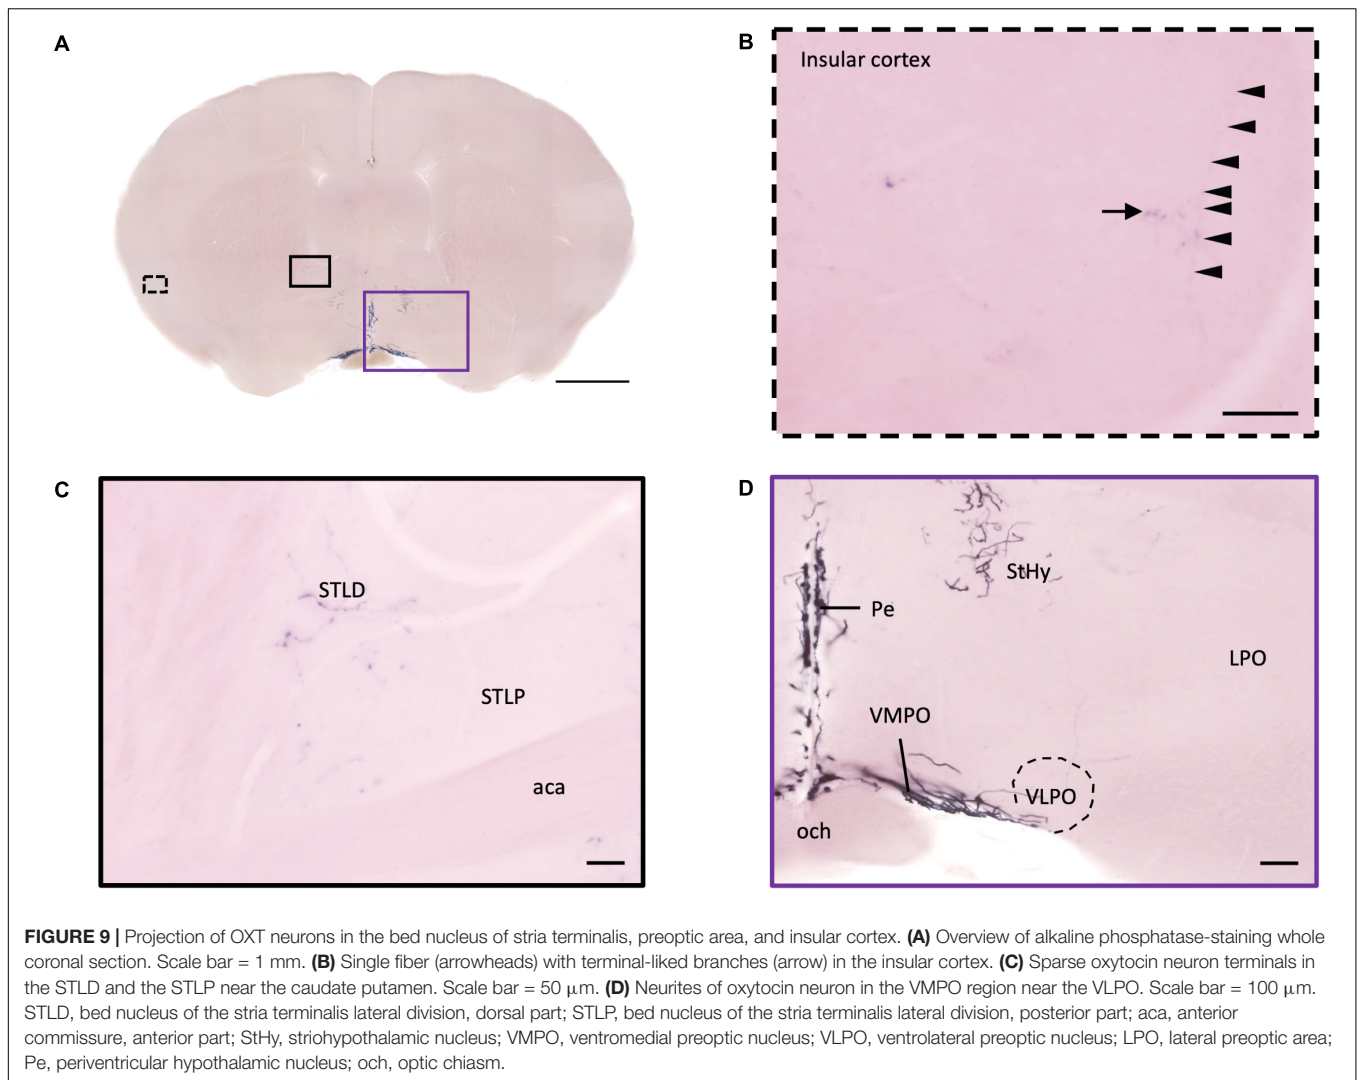 A
B
Insular cortex
C
STLD
STLP
aca
D
StHy
Pe
LPO
VMPO
VLPO
och
FIGURE 9 | Projection of OXT neurons in the bed nucleus of stria terminalis, preoptic area, and insular cortex. (A) Overview of alkaline phosphatase-staining whole
coronal section. Scale bar = 1 mm. (B) Single fiber (arrowheads) with terminal-liked branches (arrow) in the insular cortex. (C) Sparse oxytocin neuron terminals in
the STLD and the STLP near the caudate putamen. Scale bar = 50 μm. (D) Neurites of oxytocin neuron in the VMPO region near the VLPO. Scale bar = 100 μm.
STLD, bed nucleus of the stria terminalis lateral division, dorsal part; STLP, bed nucleus of the stria terminalis lateral division, posterior part; aca, anterior
commissure, anterior part; StHy, striohypothalamic nucleus; VMPO, ventromedial preoptic nucleus; VLPO, ventrolateral preoptic nucleus; LPO, lateral preoptic area;
Pe, periventricular hypothalamic nucleus; och, optic chiasm.